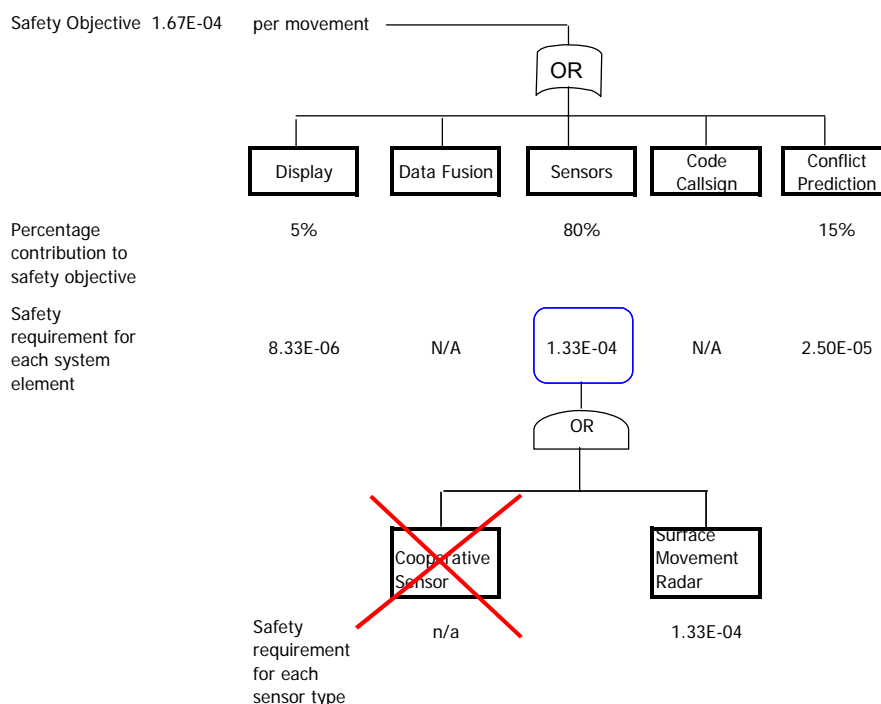 Safety Objective 1.67E-04 per movement
OR
Display
Data Fusion
Sensors
Code
Callsign
Conflict
Prediction
Percentage
contribution to
safety objective
5%
80%
15%
Safety
requirement for
each system
element
8.33E-06
N/A
1.33E-04
N/A
2.50E-05
OR
Cooperative
Sensor
Surface
Movement
Radar
Safety
requirement
for each
sensor type
n/a
1.33E-04